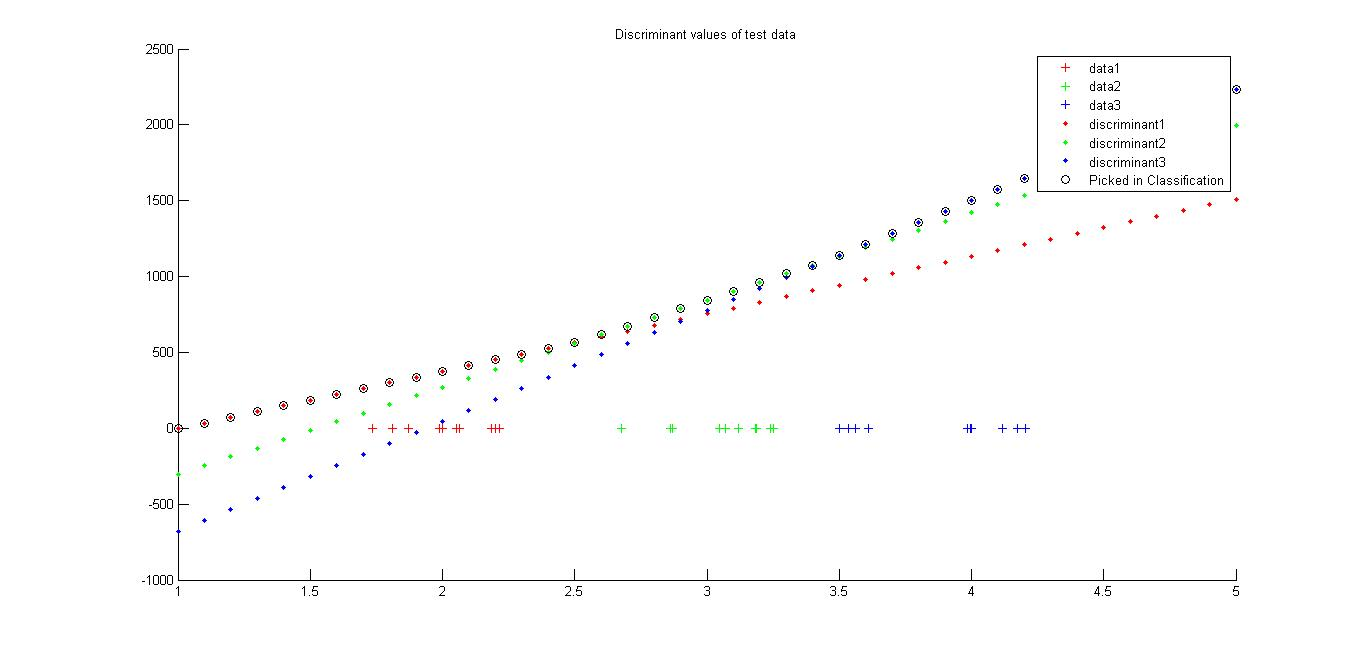 Discriminant values of test data
2500
2000
1500
1000
500
0
-500
-1000
1 1.5 2 2.5 3 3.5 4 4.5 5
data1
data2
data3
discriminant1
discriminant2
discriminant3
Picked in Classification